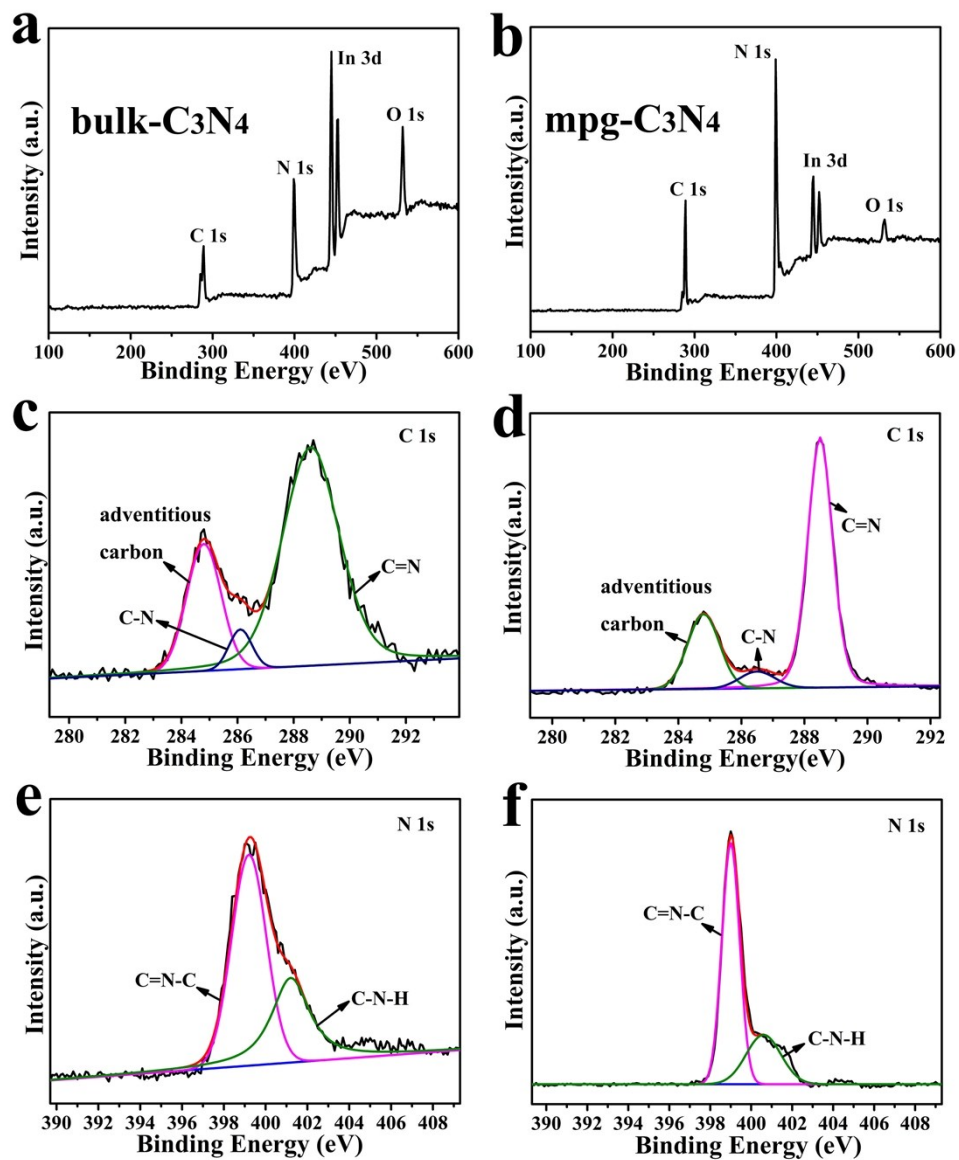 a
In 3d
bulk-C₃N₄
O 1s
N 1s
C 1s
Intensity (a.u.)
100 200 300 400 500 600
Binding Energy (eV)
b
N 1s
mpg-C₃N₄
In 3d
C 1s
O 1s
Intensity(a.u.)
100 200 300 400 500 600
Binding Energy(eV)
c
C 1s
adventitious
carbon
C=N
C-N
Intensity (a.u.)
280 282 284 286 288 290 292
Binding Energy (eV)
d
C 1s
C=N
adventitious
carbon
C-N
Intensity(a.u.)
280 282 284 286 288 290 292
Binding Energy(eV)
e
N 1s
C=N-C
C-N-H
Intensity (a.u.)
390 392 394 396 398 400 402 404 406 408
Binding Energy (eV)
f
N 1s
C=N-C
C-N-H
Intensity (a.u.)
390 392 394 396 398 400 402 404 406 408
Binding Energy (eV)